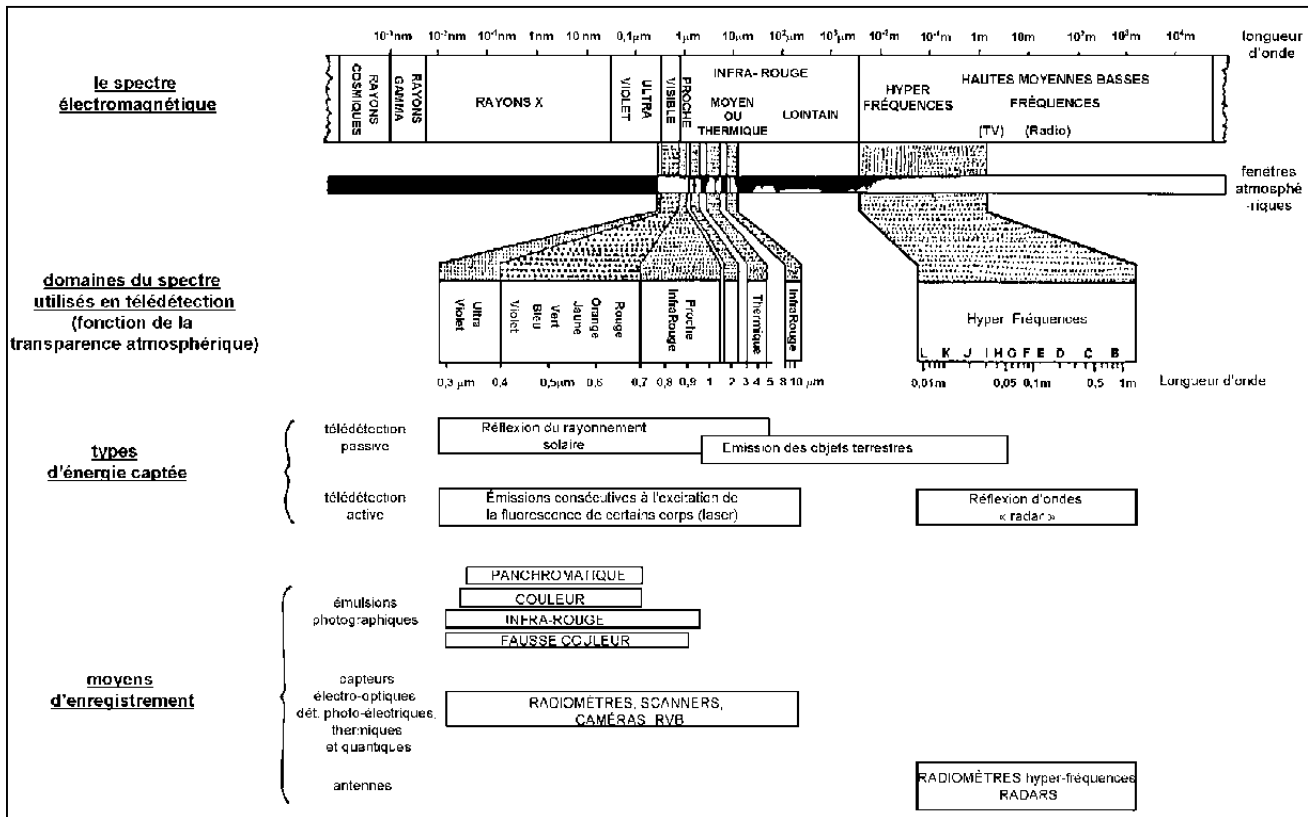 10⁻³nm 10⁻²nm 10⁻¹nm 1nm 10 nm 0,1µm 1µm 10µm 10²µm 10³µm 10⁻²m 10⁻¹m 1m 10m 10²m 10³m 10⁴m
longueur
d'onde
le spectre
électromagnétique
RAYONS
COSMIQUES
RAYONS
GAMMA
RAYONS X
ULTRA
VIOLET
VISIBLE
PROCHE
INFRA- ROUGE
MOYEN
OU
THERMIQUE
LOINTAIN
HYPER
FRÉQUENCES
HAUTES MOYENNES BASSES
FRÉQUENCES
(TV) (Radio)
fenêtres
atmosphé
-riques
domaines du spectre
utilisés en télédétection
(fonction de la
transparence atmosphérique)
Ultra
Violet
Violet
Bleu
Vert
Jaune
Orange
Rouge
Proche
InfraRouge
Thermique
InfraRouge
Hyper Fréquences
L K J I H G F E D C B
0,3 µm 0,4 0,5µm 0,6 0,7 0,8 0,9 1 2 3 4 5 8 10 µm
0,01m 0,05 0,1m 0,5 1m
Longueur d'onde
types
d'énergie captée
télédétection
passive
Réflexion du rayonnement
solaire
Emission des objets terrestres
télédétection
active
Émissions consécutives à l'excitation de
la fluorescence de certains corps (laser)
Réflexion d'ondes
« radar »
moyens
d'enregistrement
émulsions
photographiques
PANCHROMATIQUE
COULEUR
INFRA-ROUGE
FAUSSE COULEUR
capteurs
électro-optiques
dét. photo-électriques,
thermiques
et quantiques
RADIOMÈTRES, SCANNERS,
CAMÉRAS RVB
antennes
RADIOMÈTRES hyper-fréquences
RADARS